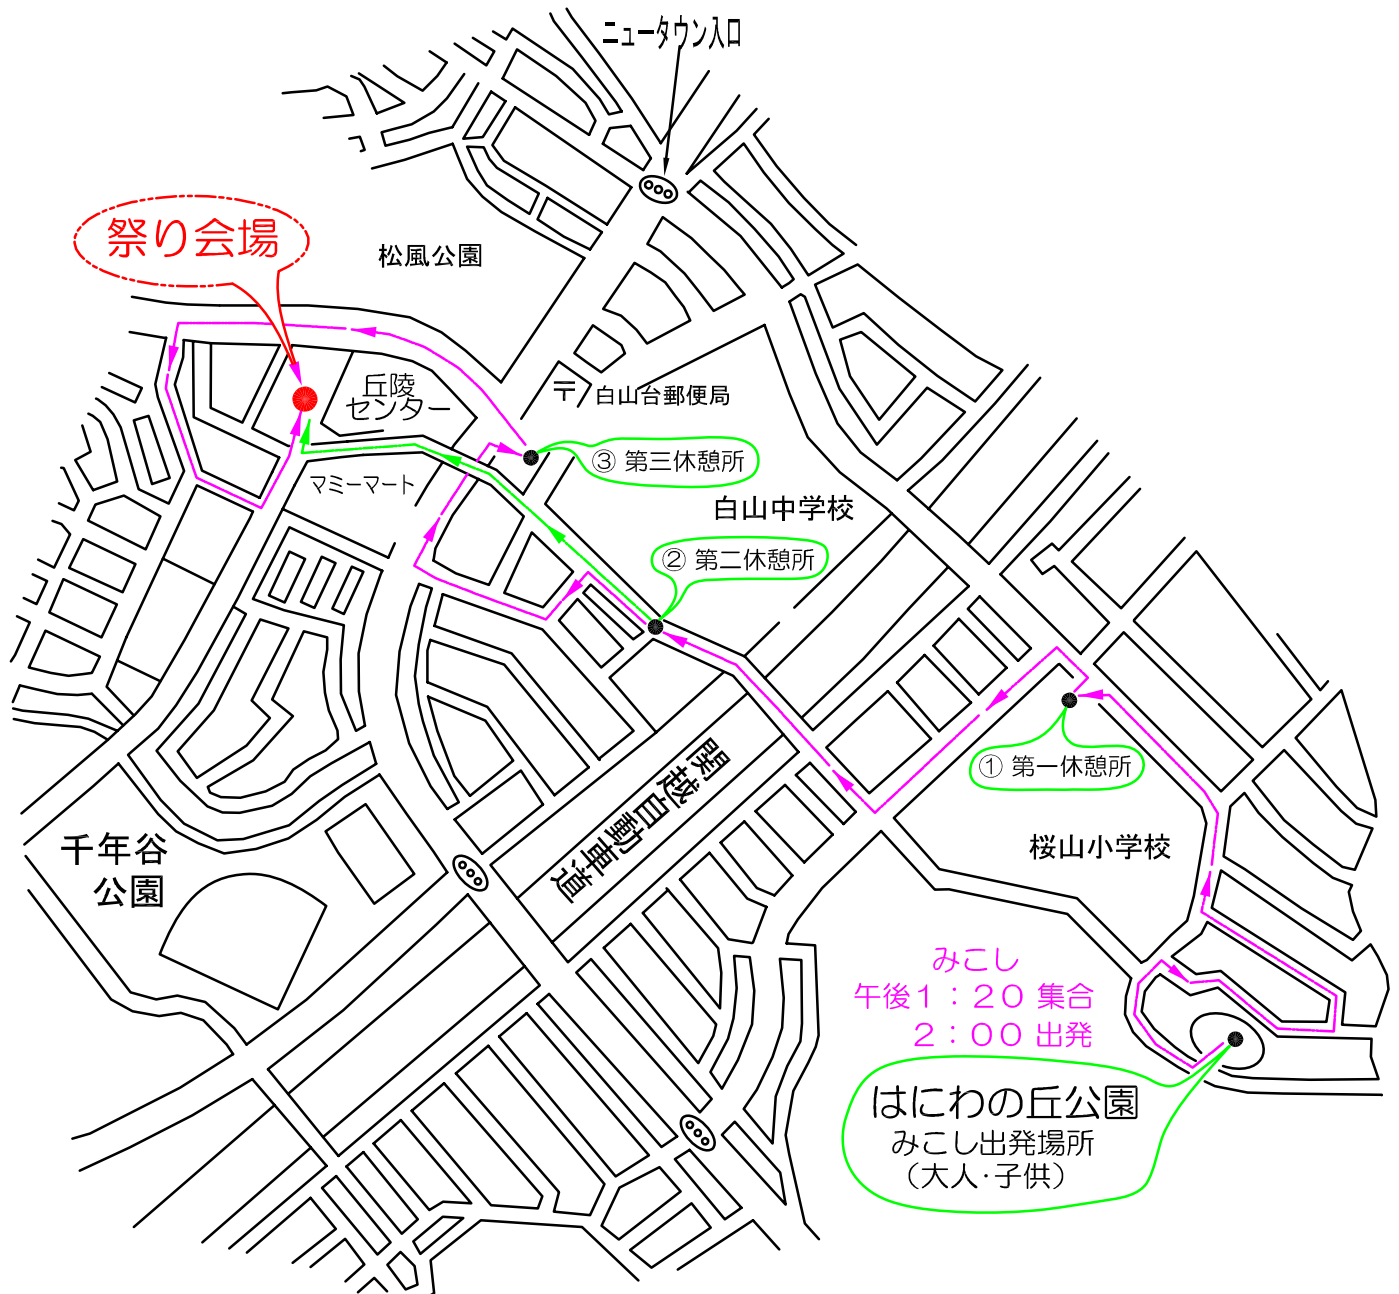 ニュータウン入口
祭り会場
松風公園
丘陵
センター
〒 白山台郵便局
③ 第三休憩所
マミーマート
白山中学校
② 第二休憩所
① 第一休憩所
関越自動車道
千年谷
公園
桜山小学校
みこし
午後1:20 集合
2:00 出発
はにわの丘公園
みこし出発場所
(大人・子供)